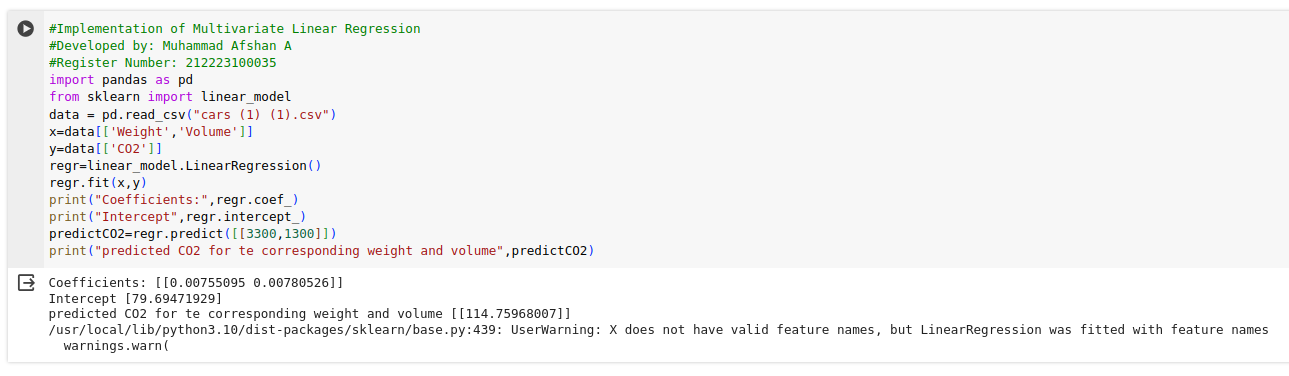 #Implementation of Multivariate Linear Regression
#Developed by: Muhammad Afshan A
#Register Number: 212223100035
import pandas as pd
from sklearn import linear_model
data = pd.read_csv("cars (1) (1).csv")
x=data[['Weight','Volume']]
y=data[['CO2']]
regr=linear_model.LinearRegression()
regr.fit(x,y)
print("Coefficients:",regr.coef_)
print("Intercept",regr.intercept_)
predictCO2=regr.predict([[3300,1300]])
print("predicted CO2 for te corresponding weight and volume",predictCO2)
Coefficients: [[0.00755095 0.00780526]]
Intercept [79.69471929]
predicted CO2 for te corresponding weight and volume [[114.75968007]]
/usr/local/lib/python3.10/dist-packages/sklearn/base.py:439: UserWarning: X does not have valid feature names, but LinearRegression was fitted with feature names
  warnings.warn(